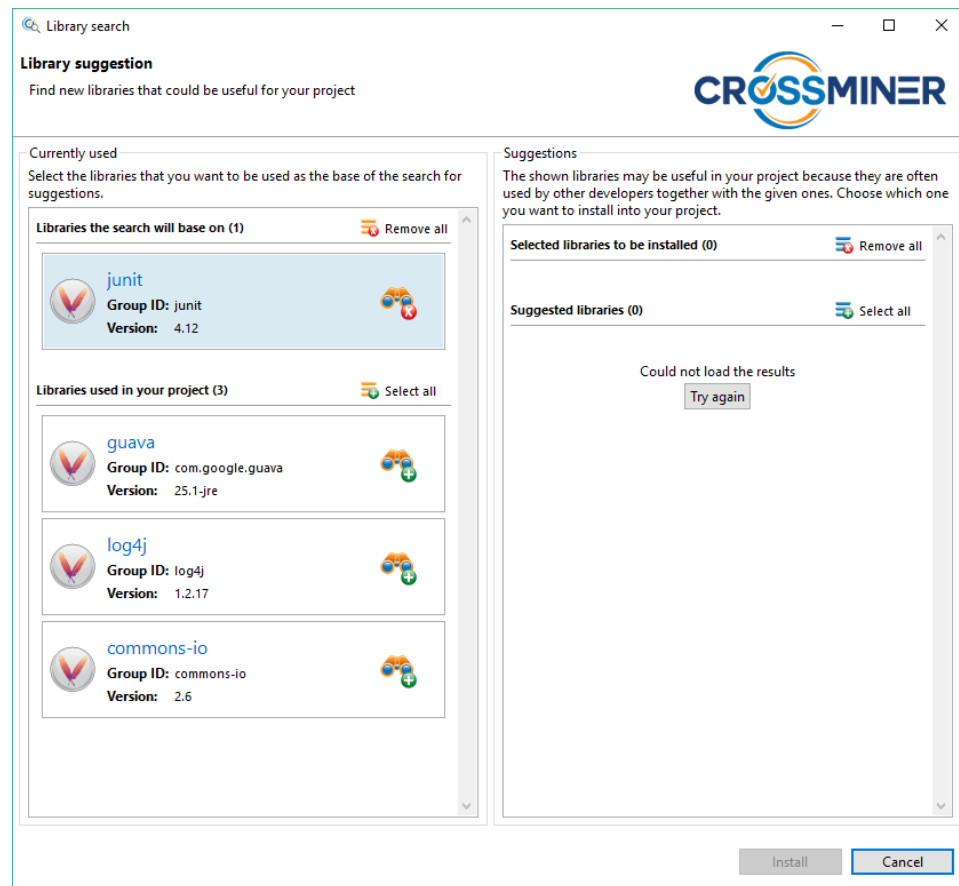 Library search
Library suggestion
Find new libraries that could be useful for your project
CROSSMINER
Currently used
Select the libraries that you want to be used as the base of the search for
suggestions.
Libraries the search will base on (1)
Remove all
junit
Group ID: junit
Version: 4.12
Libraries used in your project (3)
Select all
guava
Group ID: com.google.guava
Version: 25.1-jre
log4j
Group ID: log4j
Version: 1.2.17
commons-io
Group ID: commons-io
Version: 2.6
Suggestions
The shown libraries may be useful in your project because they are often
used by other developers together with the given ones. Choose which one
you want to install into your project.
Selected libraries to be installed (0)
Remove all
Suggested libraries (0)
Select all
Could not load the results
Try again
Install
Cancel